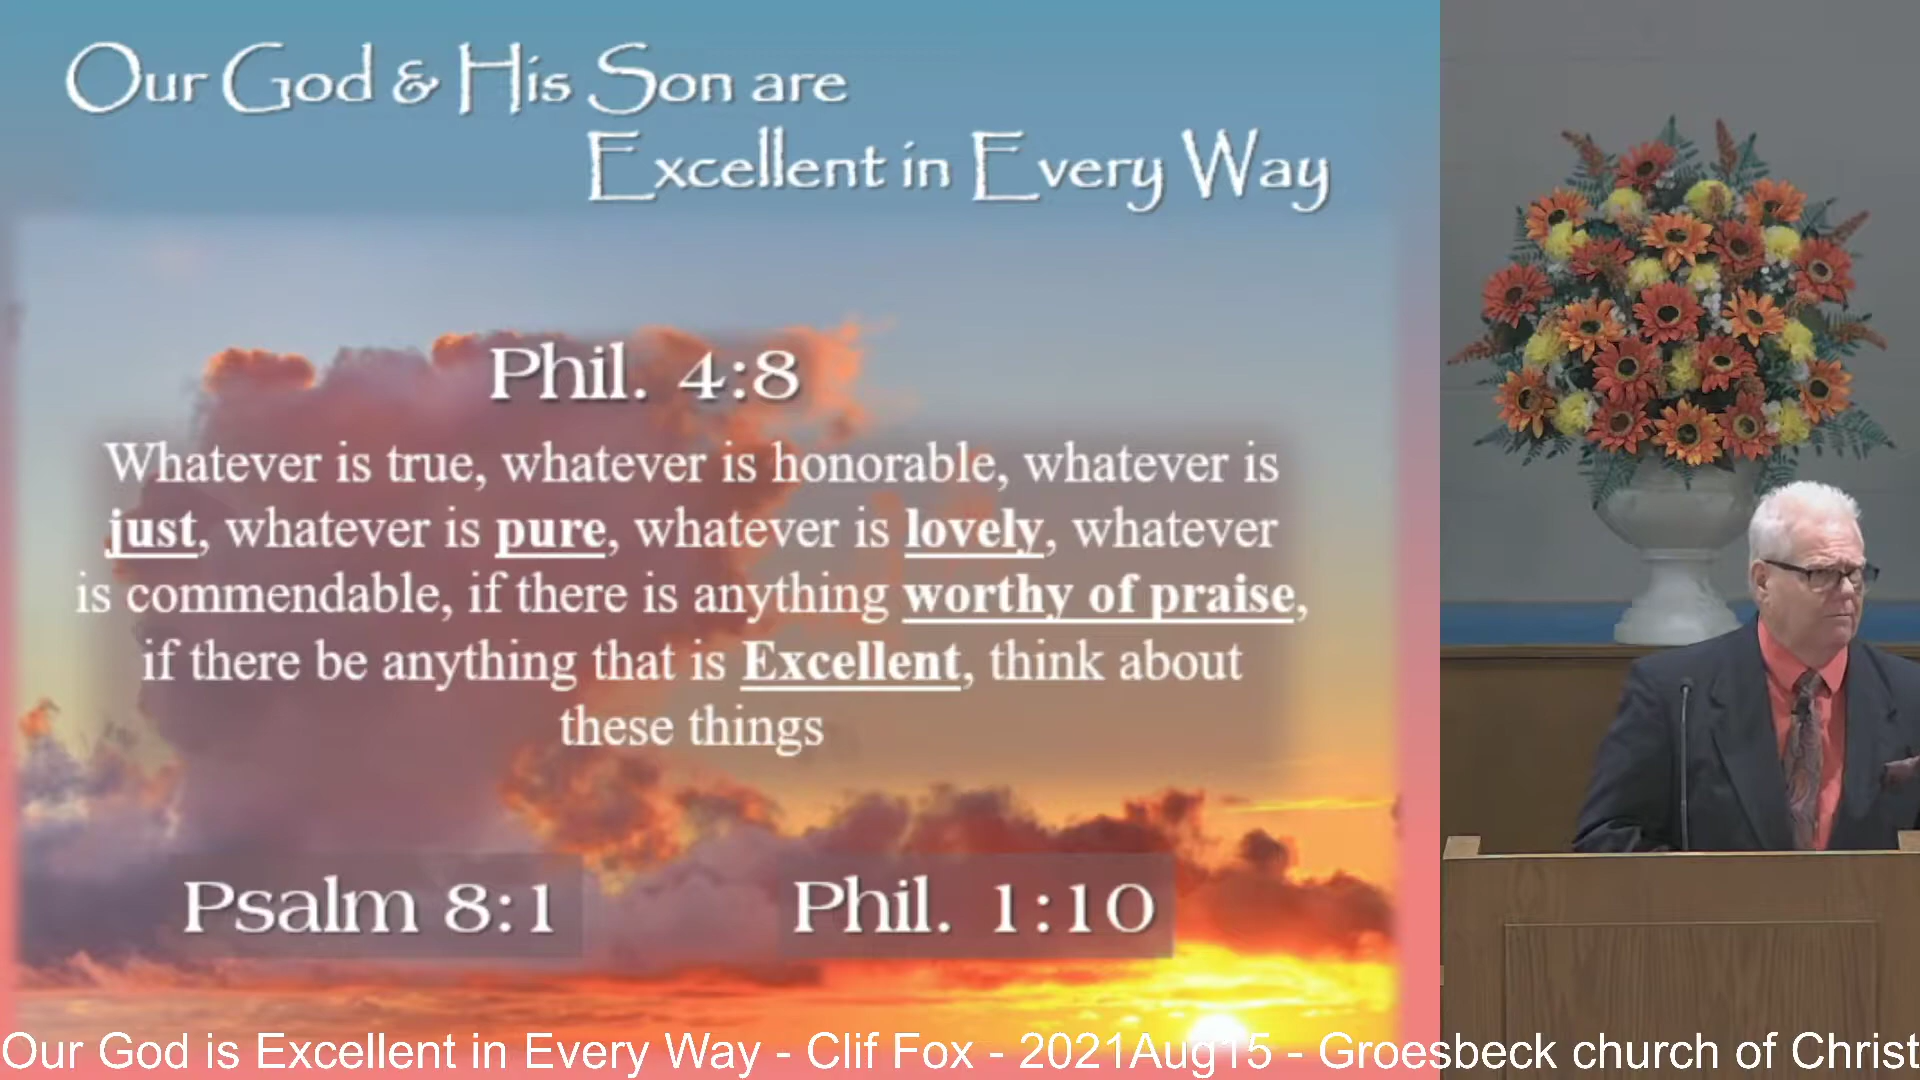 Our God & His Son are
Excellent in Every Way
Phil. 4:8
Whatever is true, whatever is honorable, whatever is
just, whatever is pure, whatever is lovely, whatever
is commendable, if there is anything worthy of praise,
if there be anything that is Excellent, think about
these things
Psalm 8:1
Phil. 1:10
Our God is Excellent in Every Way - Clif Fox - 2021Aug15 - Groesbeck church of Christ